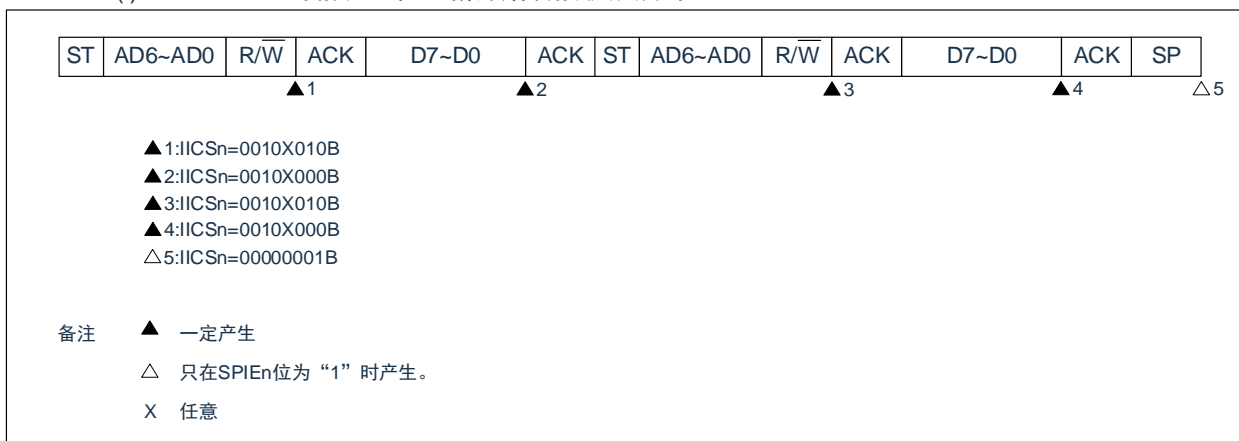 ST AD6~AD0 R/W̅ ACK D7~D0 ACK ST AD6~AD0 R/W̅ ACK D7~D0 ACK SP
▲1 ▲2 ▲3 ▲4 △5
▲1:IICSn=0010X010B
▲2:IICSn=0010X000B
▲3:IICSn=0010X010B
▲4:IICSn=0010X000B
△5:IICSn=00000001B
备注 ▲ 一定产生
△ 只在SPIEn位为“1”时产生。
X 任意